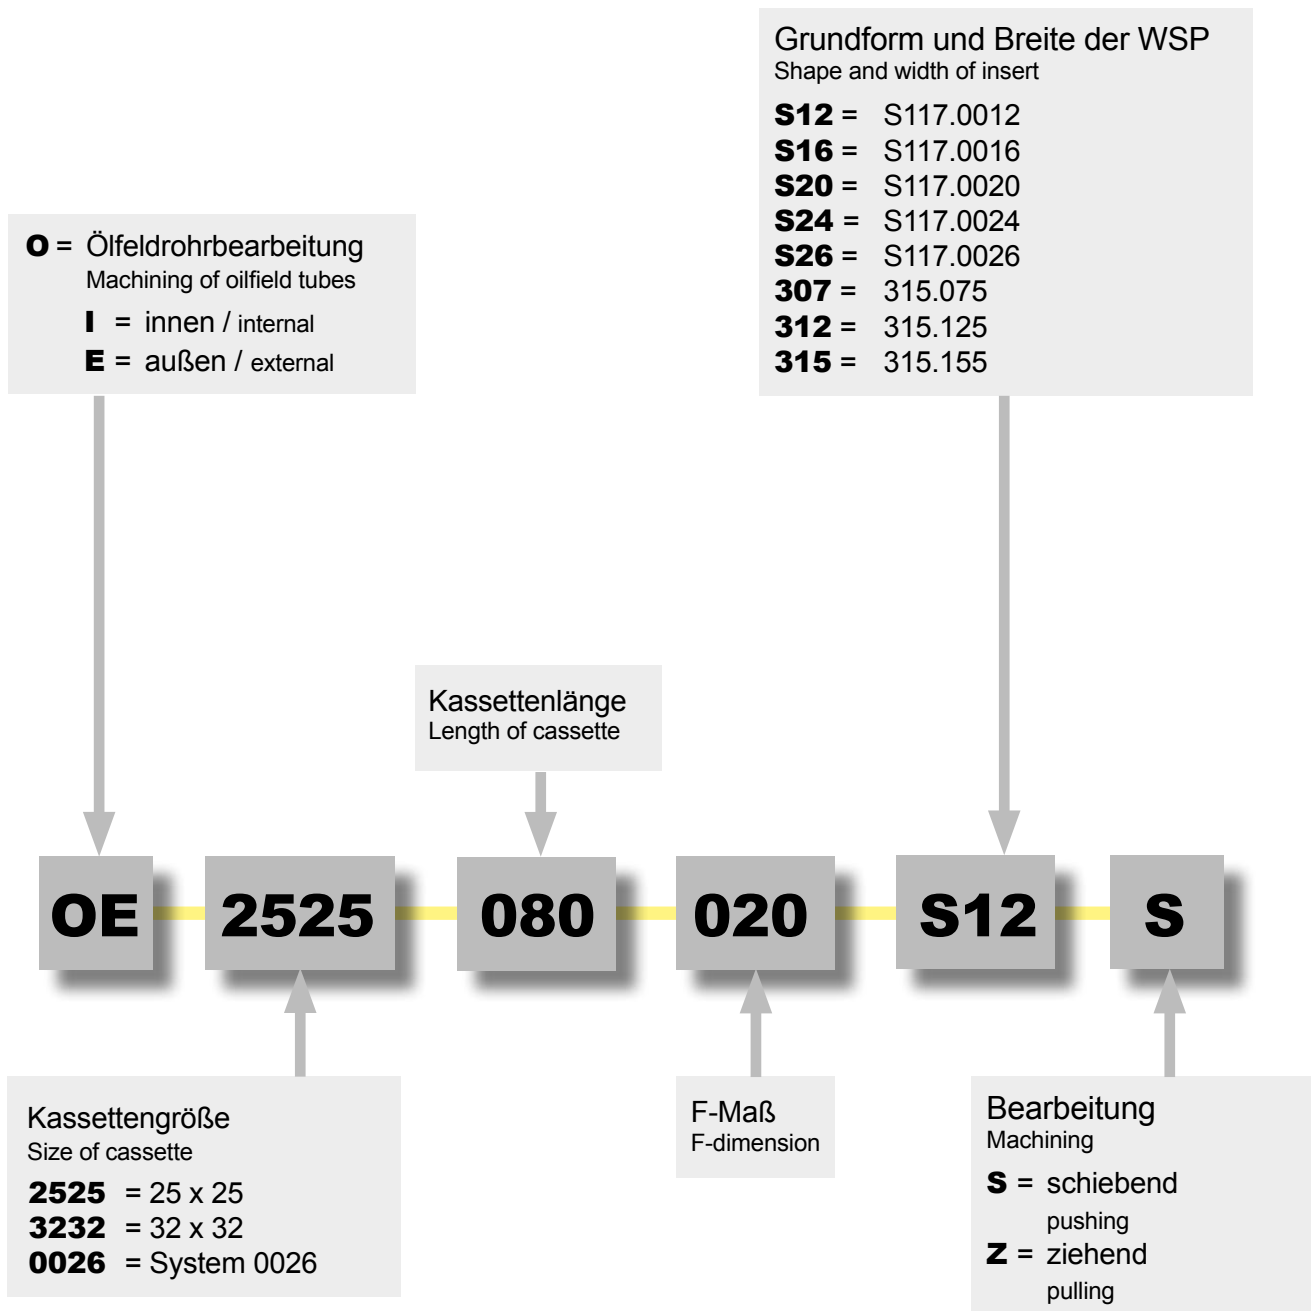 Grundform und Breite der WSP
Shape and width of insert
S12 = S117.0012
S16 = S117.0016
S20 = S117.0020
S24 = S117.0024
S26 = S117.0026
307 = 315.075
312 = 315.125
315 = 315.155
O = Ölfeldrohrbearbeitung
Machining of oilfield tubes
I = innen / internal
E = außen / external
Kassettenlänge
Length of cassette
OE 2525 080 020 S12 S
Kassettengröße
Size of cassette
2525 = 25 x 25
3232 = 32 x 32
0026 = System 0026
F-Maß
F-dimension
Bearbeitung
Machining
S = schiebend
pushing
Z = ziehend
pulling